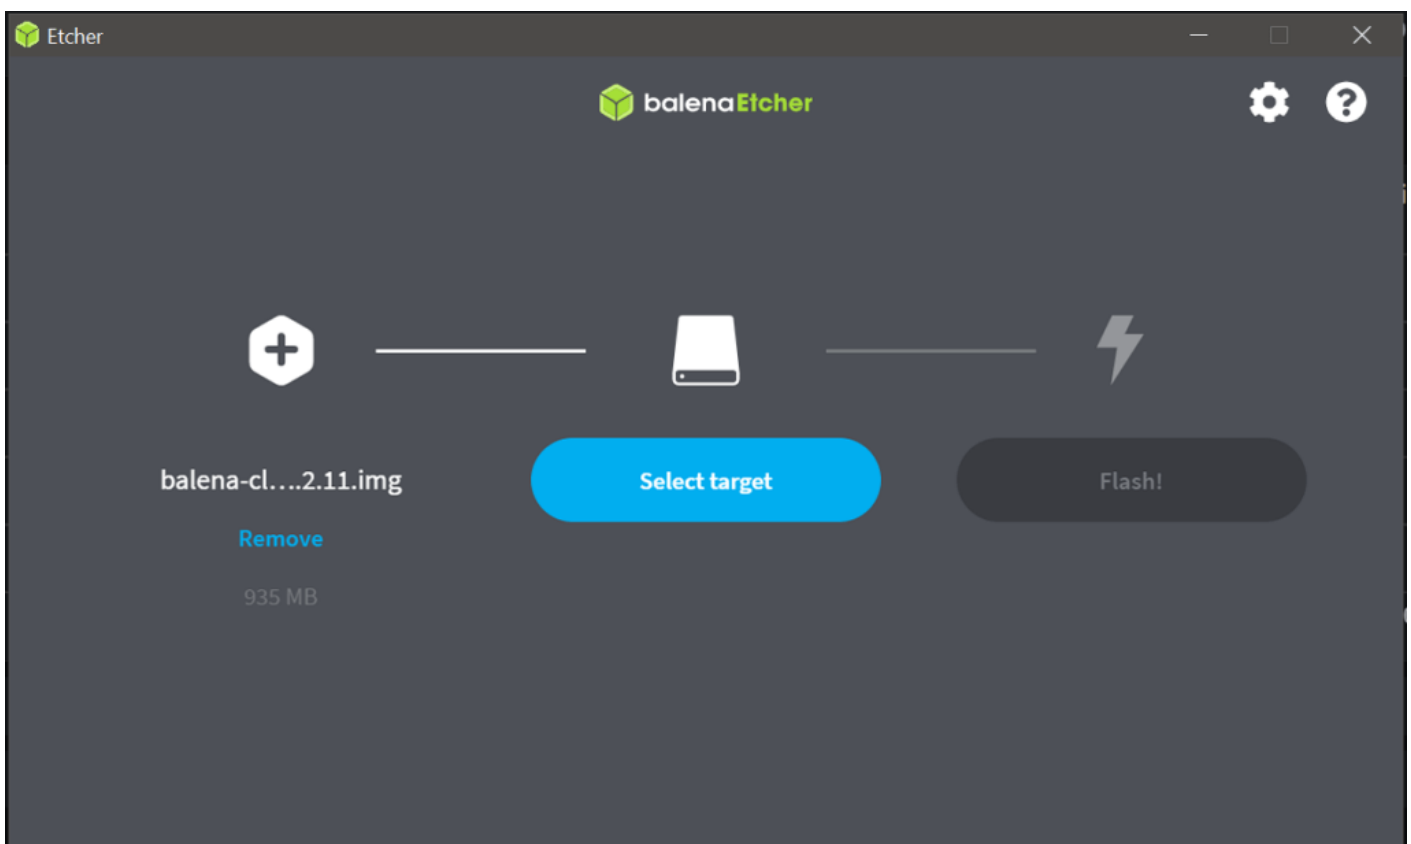 Etcher
balenaEtcher
balena-cl....2.11.img
Select target
Flash!
Remove
935 MB